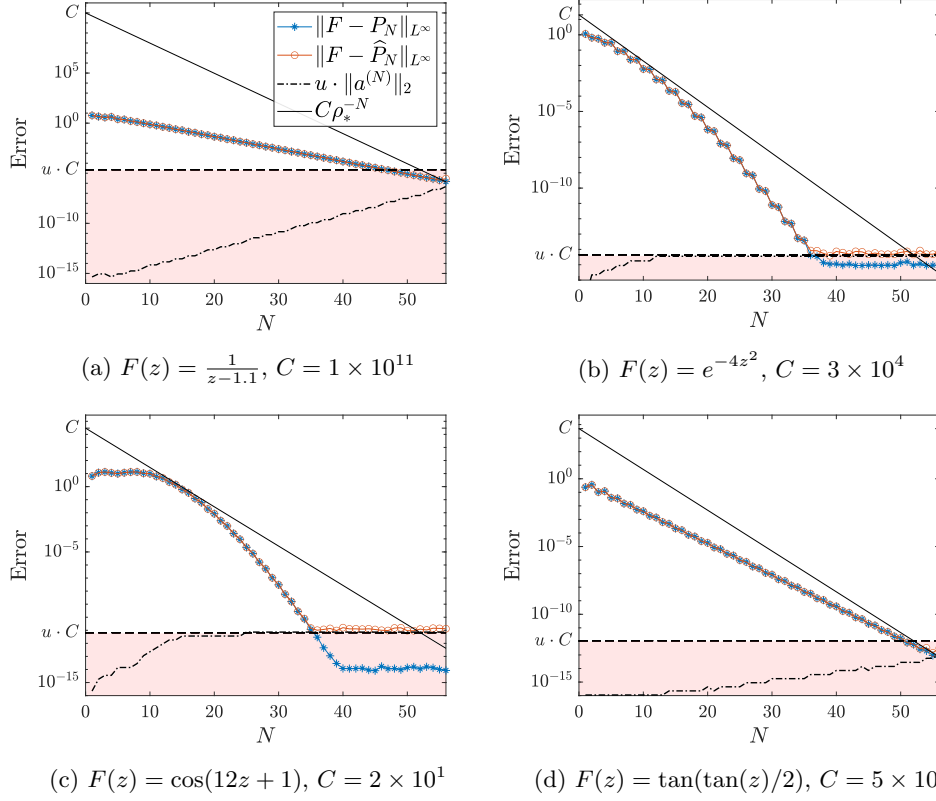 C
10^5
10^0
u · C
10^{-10}
10^{-15}
Error
‖F − P_N‖_{L^∞}
‖F − \widehat{P}_N‖_{L^∞}
u · ‖a^{(N)}‖_2
Cρ_*^{-N}
0 10 20 30 40 50
N
(a) F(z) = \frac{1}{z−1.1}, C = 1 × 10^{11}
C
10^0
10^{-5}
10^{-10}
u · C
Error
0 10 20 30 40 50
N
(b) F(z) = e^{−4z^2}, C = 3 × 10^4
C
10^0
10^{-5}
u · C
10^{-15}
Error
0 10 20 30 40 50
N
(c) F(z) = cos(12z + 1), C = 2 × 10^1
C
10^0
10^{-5}
10^{-10}
u · C
10^{-15}
Error
0 10 20 30 40 50
N
(d) F(z) = tan(tan(z)/2), C = 5 × 10